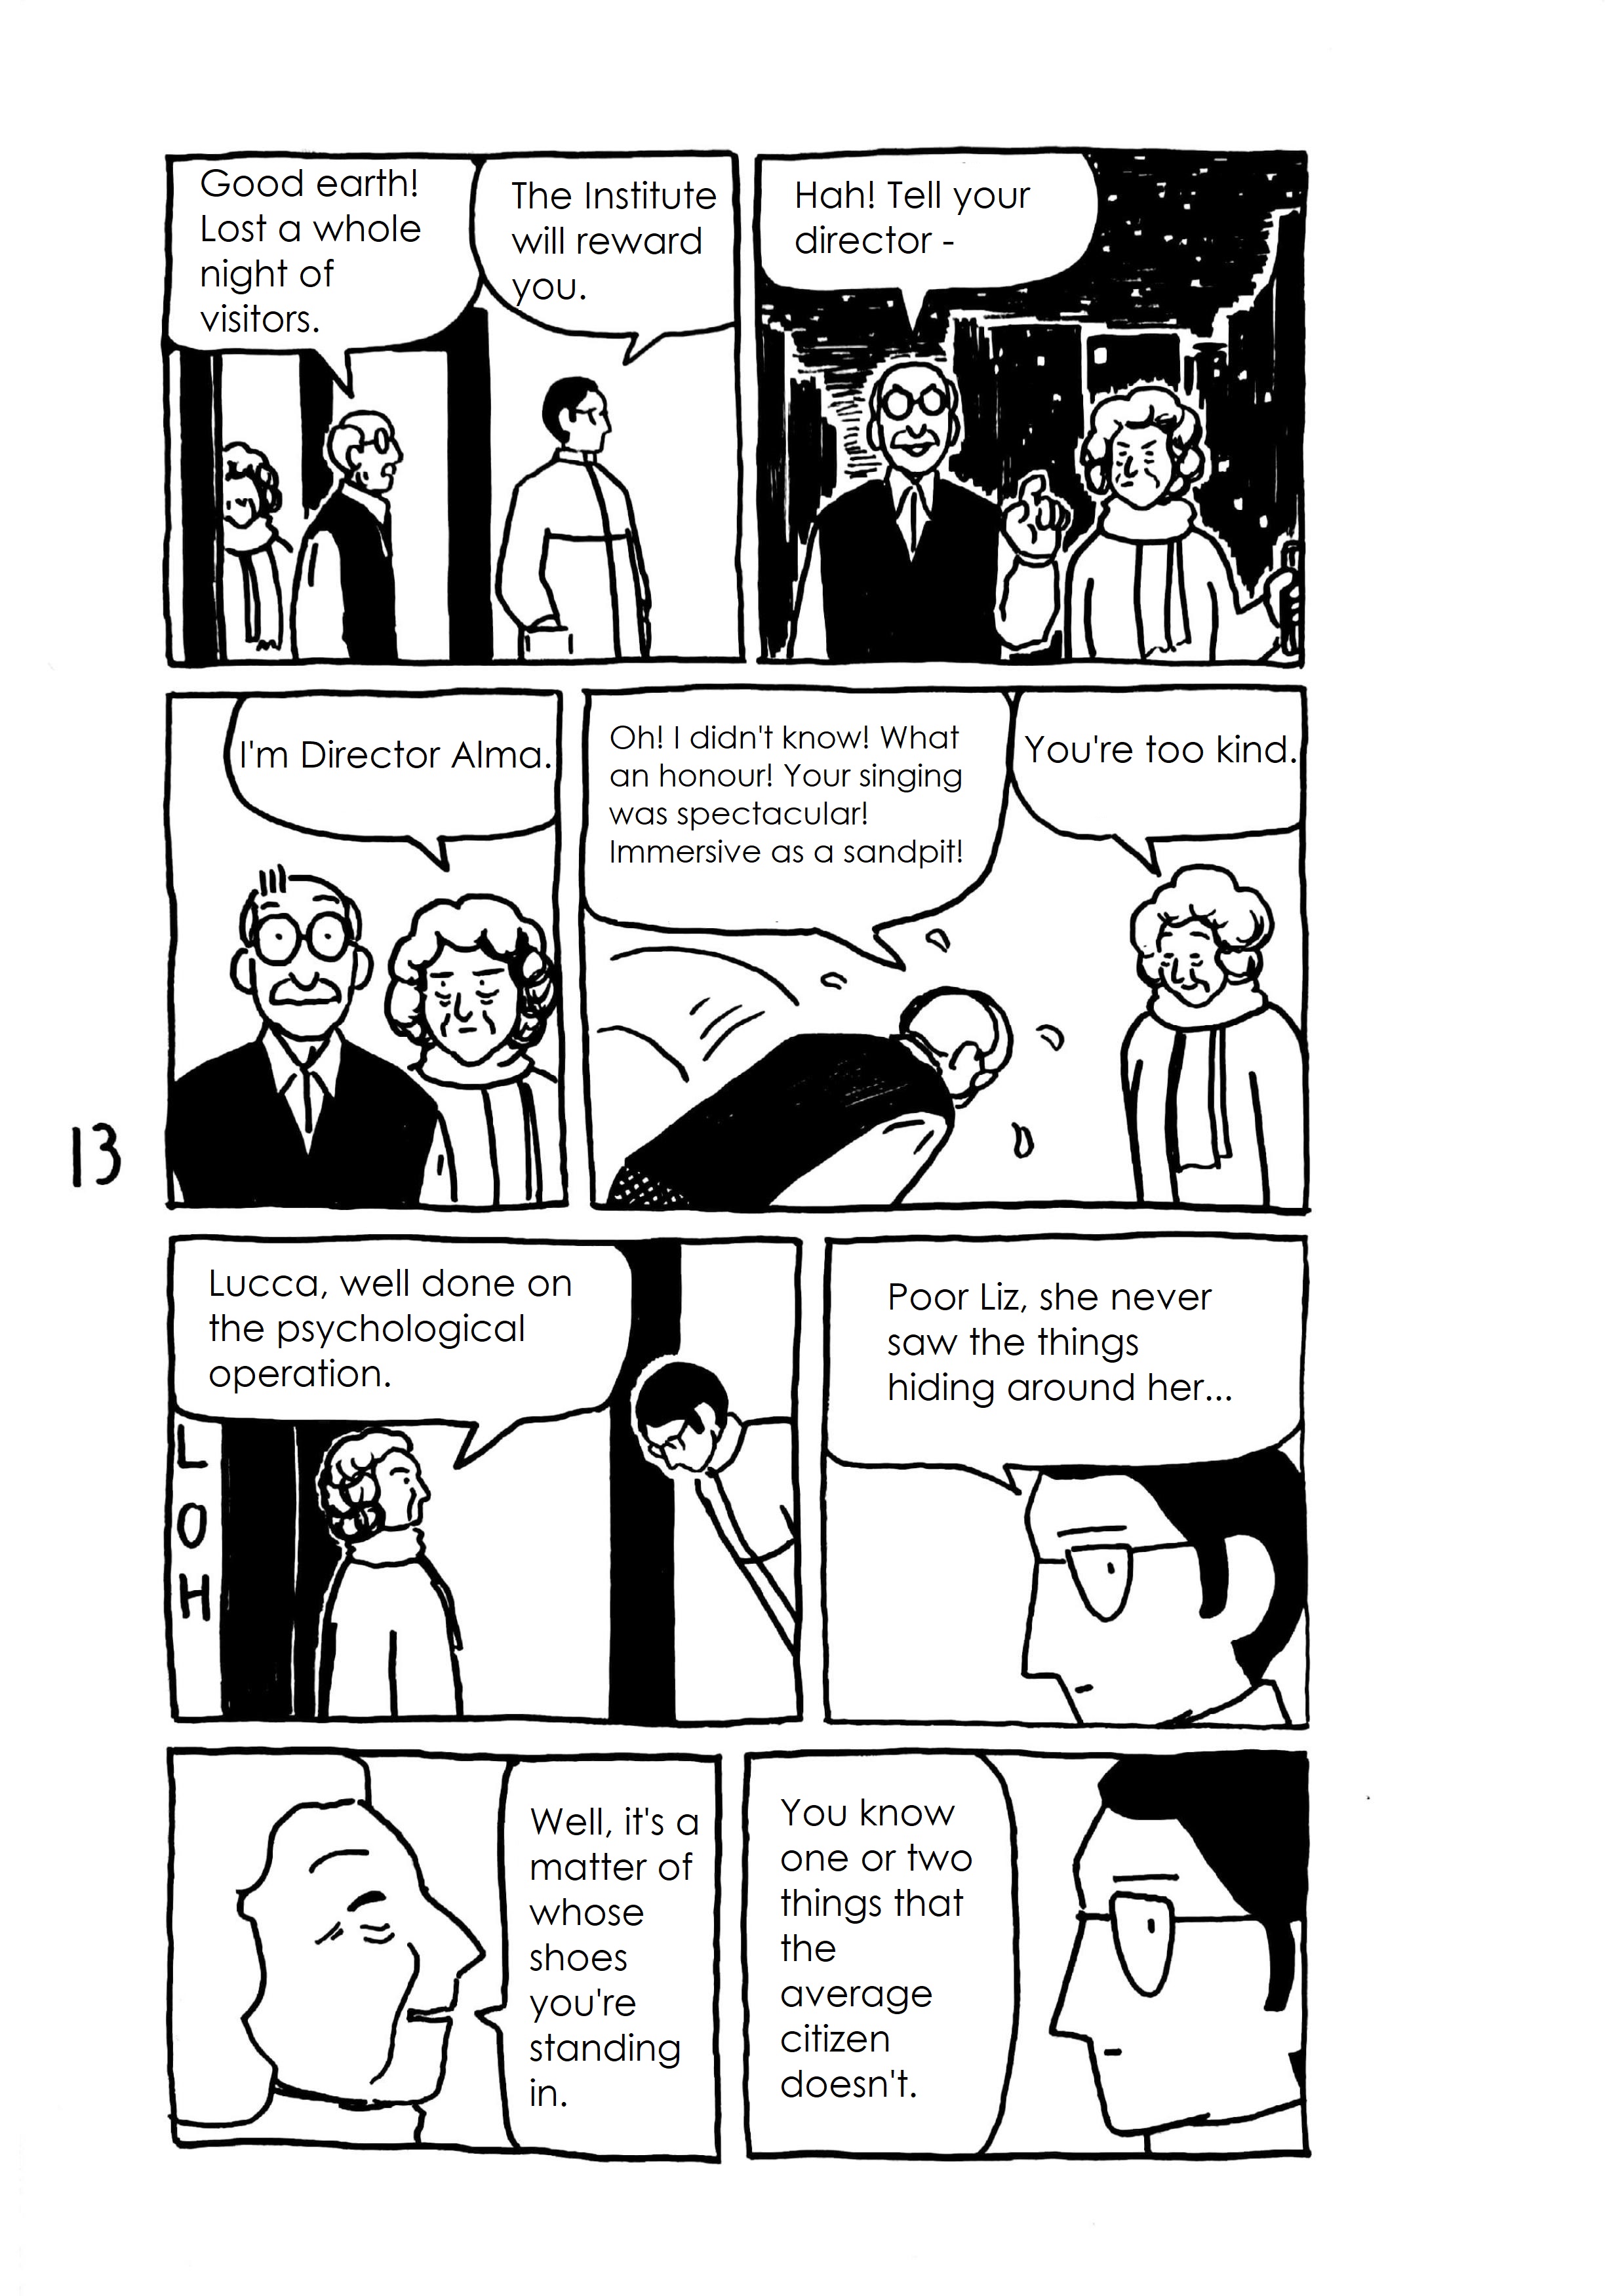 Good earth!
Lost a whole
night of
visitors.
The Institute
will reward
you.
Hah! Tell your
director -
I'm Director Alma.
Oh! I didn't know! What
an honour! Your singing
was spectacular!
Immersive as a sandpit!
You're too kind.
13
Lucca, well done on
the psychological
operation.
L
O
H
Poor Liz, she never
saw the things
hiding around her...
Well, it's a
matter of
whose
shoes
you're
standing
in.
You know
one or two
things that
the
average
citizen
doesn't.